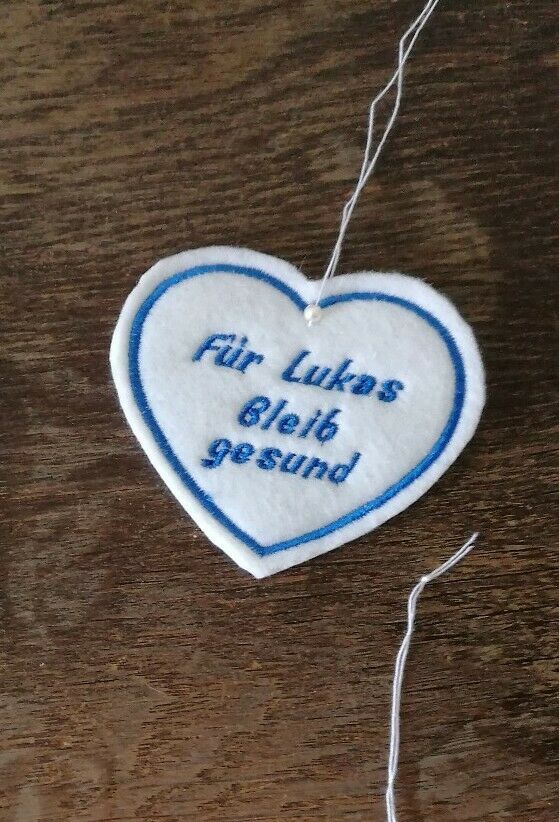 Für Lukas
Bleib
gesund